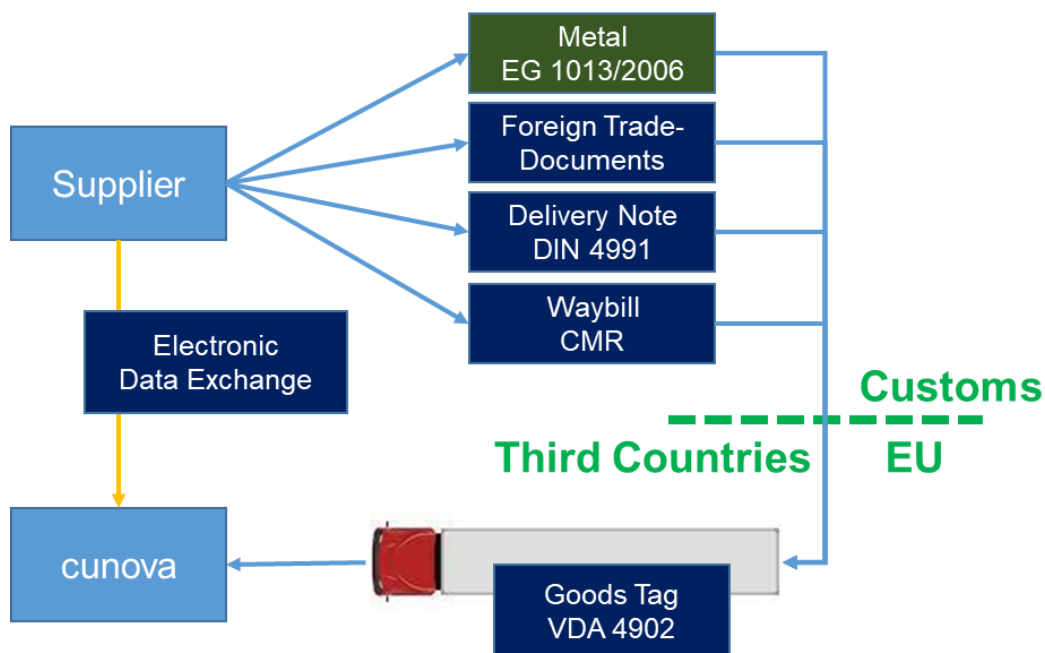 Metal
EG 1013/2006
Foreign Trade-
Documents
Supplier
Delivery Note
DIN 4991
Waybill
CMR
Electronic
Data Exchange
Customs
Third Countries
EU
cunova
Goods Tag
VDA 4902